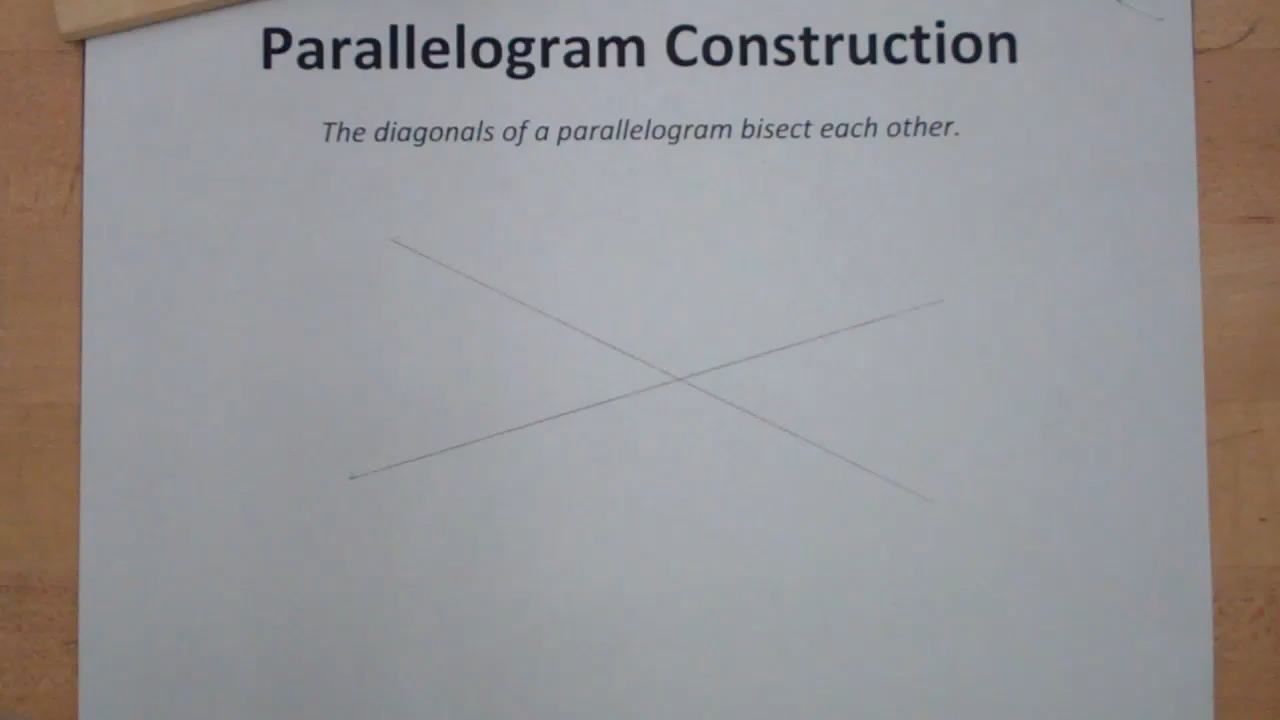 Parallelogram Construction
The diagonals of a parallelogram bisect each other.